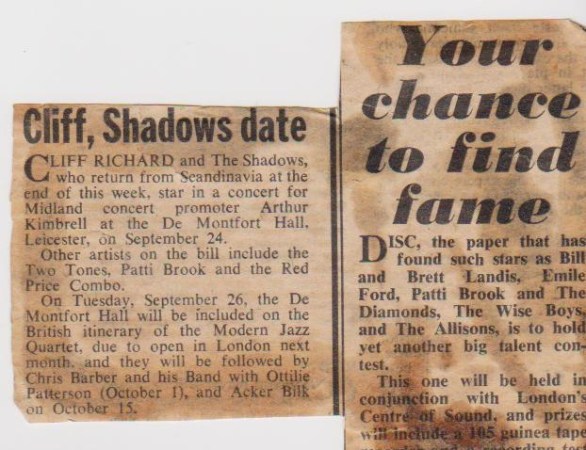 Cliff, Shadows date
CLIFF RICHARD and The Shadows,
who return from Scandinavia at the
end of this week, star in a concert for
Midland concert promoter Arthur
Kimbrell at the De Montfort Hall,
Leicester, on September 24.
Other artists on the bill include the
Two Tones, Patti Brook and the Red
Price Combo.
On Tuesday, September 26, the De
Montfort Hall will be included on the
British itinerary of the Modern Jazz
Quartet, due to open in London next
month, and they will be followed by
Chris Barber and his Band with Ottilie
Patterson (October 1), and Acker Bilk
on October 15.
Your
chance
to find
fame
DISC, the paper that has
found such stars as Bill
and Brett Landis, Emile
Ford, Patti Brook and The
Diamonds, The Wise Boys,
and The Allisons, is to hold
yet another big talent con-
test.
This one will be held in
conjunction with London's
Centre of Sound, and prizes
will include a 105 guinea tape
recording test